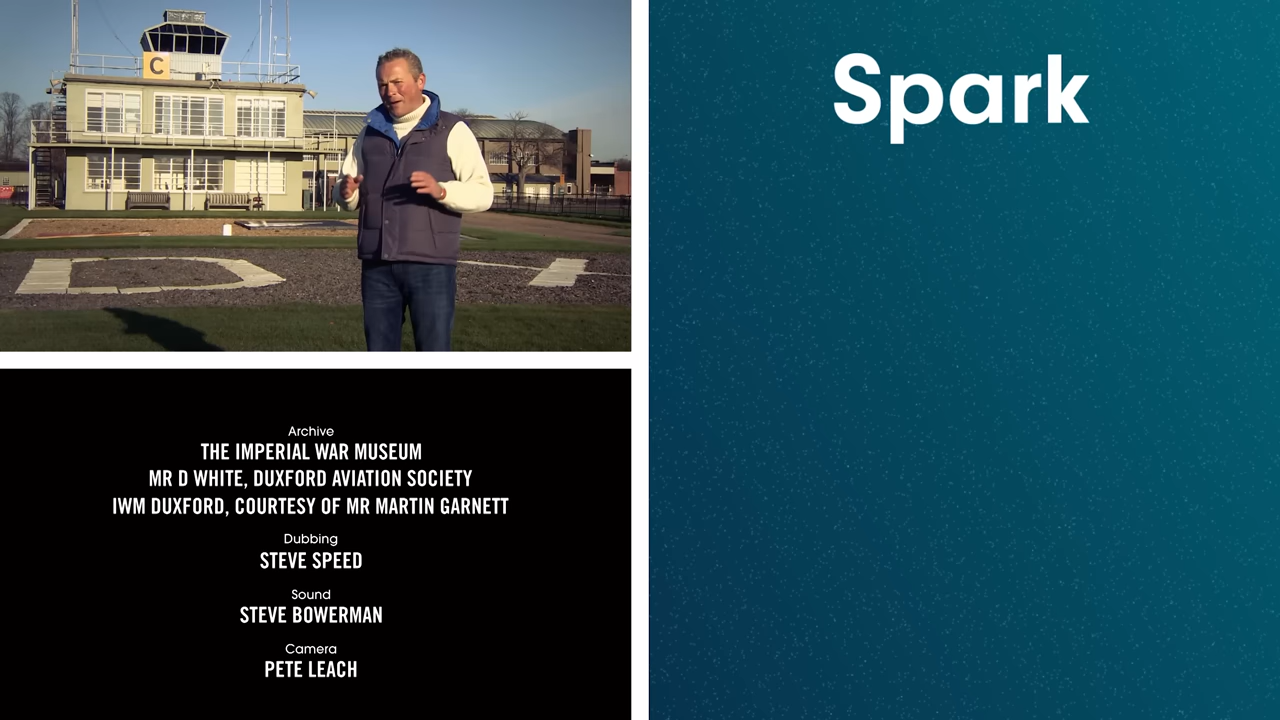 C
D
Archive
THE IMPERIAL WAR MUSEUM
MR D WHITE, DUXFORD AVIATION SOCIETY
IWM DUXFORD, COURTESY OF MR MARTIN GARNETT
Dubbing
STEVE SPEED
Sound
STEVE BOWERMAN
Camera
PETE LEACH
Spark